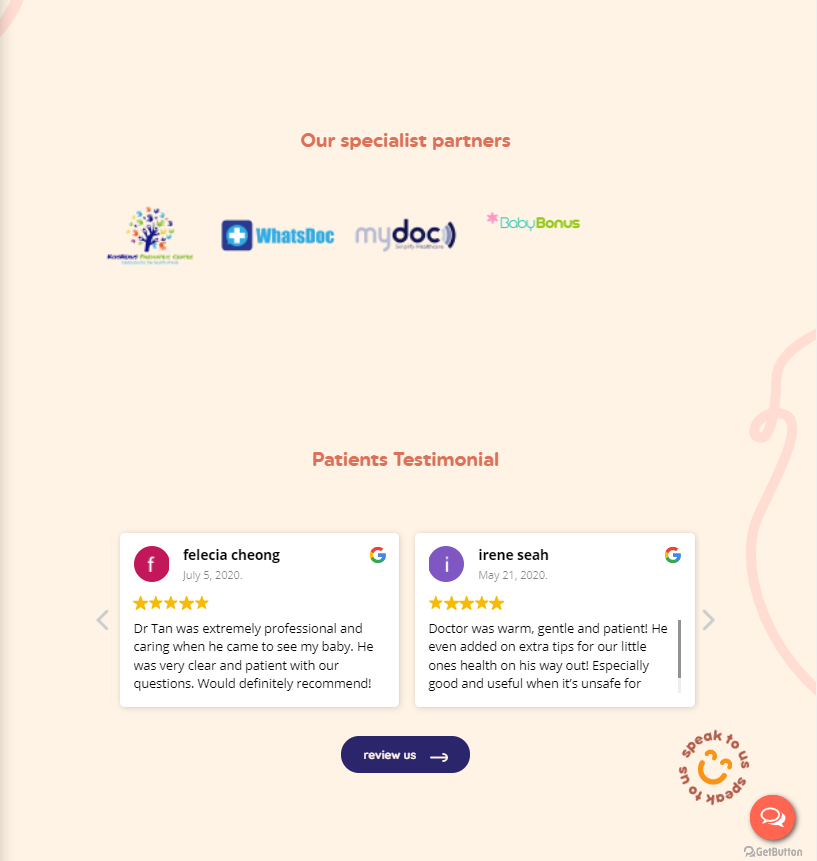 Our specialist partners
WhatsDoc
mydoc
Simplify Healthcare
BabyBonus
Patients Testimonial
felecia cheong
July 5, 2020.
Dr Tan was extremely professional and
caring when he came to see my baby. He
was very clear and patient with our
questions. Would definitely recommend!
irene seah
May 21, 2020.
Doctor was warm, gentle and patient! He
even added on extra tips for our little
ones health on his way out! Especially
good and useful when it’s unsafe for
review us
speak to us speak to us
GetButton